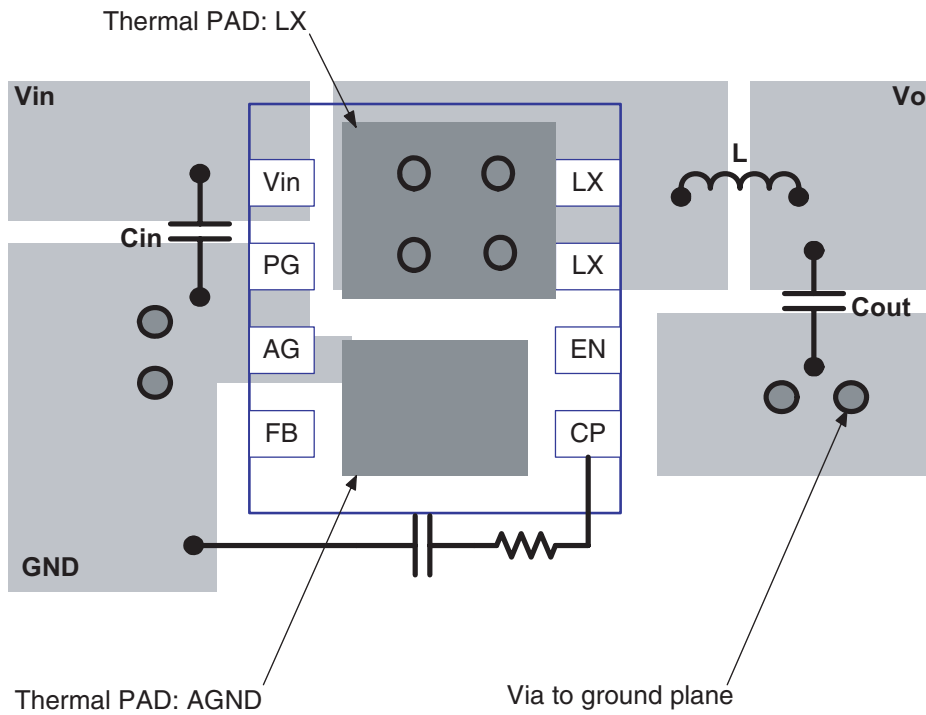 Thermal PAD: LX
Vin
Vo
L
Vin
LX
Cin
PG
LX
Cout
AG
EN
FB
CP
GND
Thermal PAD: AGND
Via to ground plane